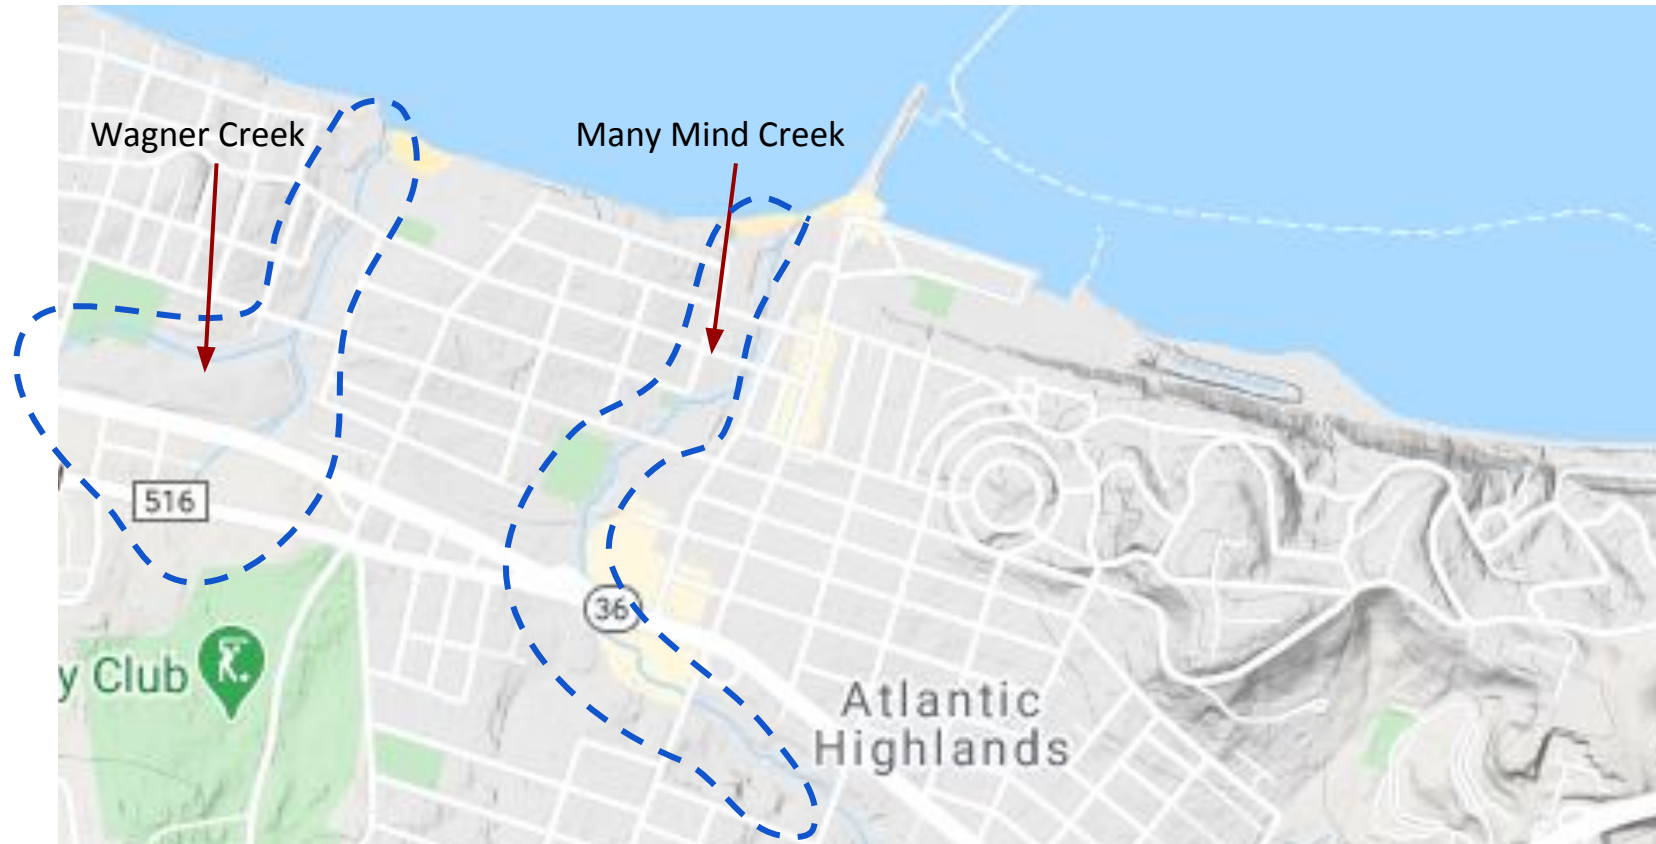 Wagner Creek
Many Mind Creek
516
36
y Club
Atlantic
Highlands